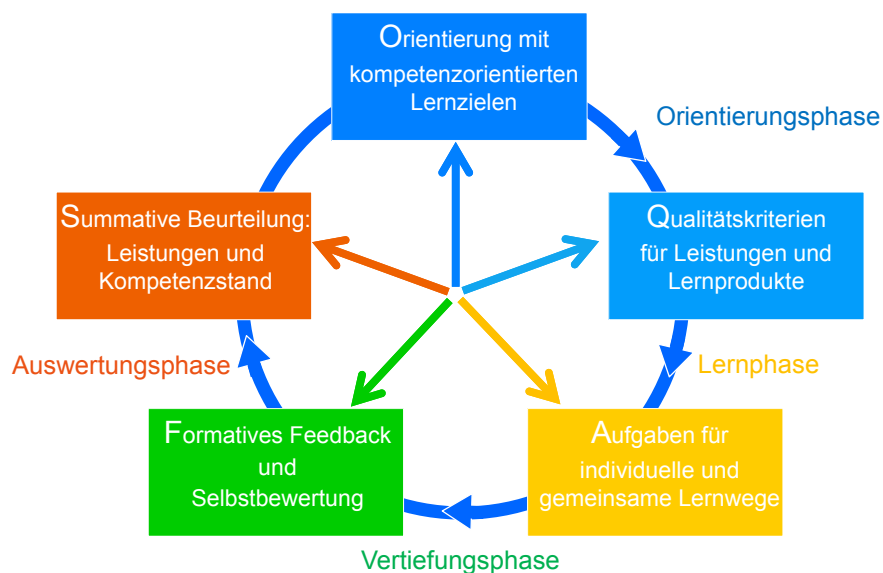 Orientierung mit
kompetenzorientierten
Lernzielen
Orientierungsphase
Summative Beurteilung:
Leistungen und
Kompetenzstand
Qualitätskriterien
für Leistungen und
Lernprodukte
Auswertungsphase
Lernphase
Formatives Feedback
und
Selbstbewertung
Aufgaben für
individuelle und
gemeinsame Lernwege
Vertiefungsphase